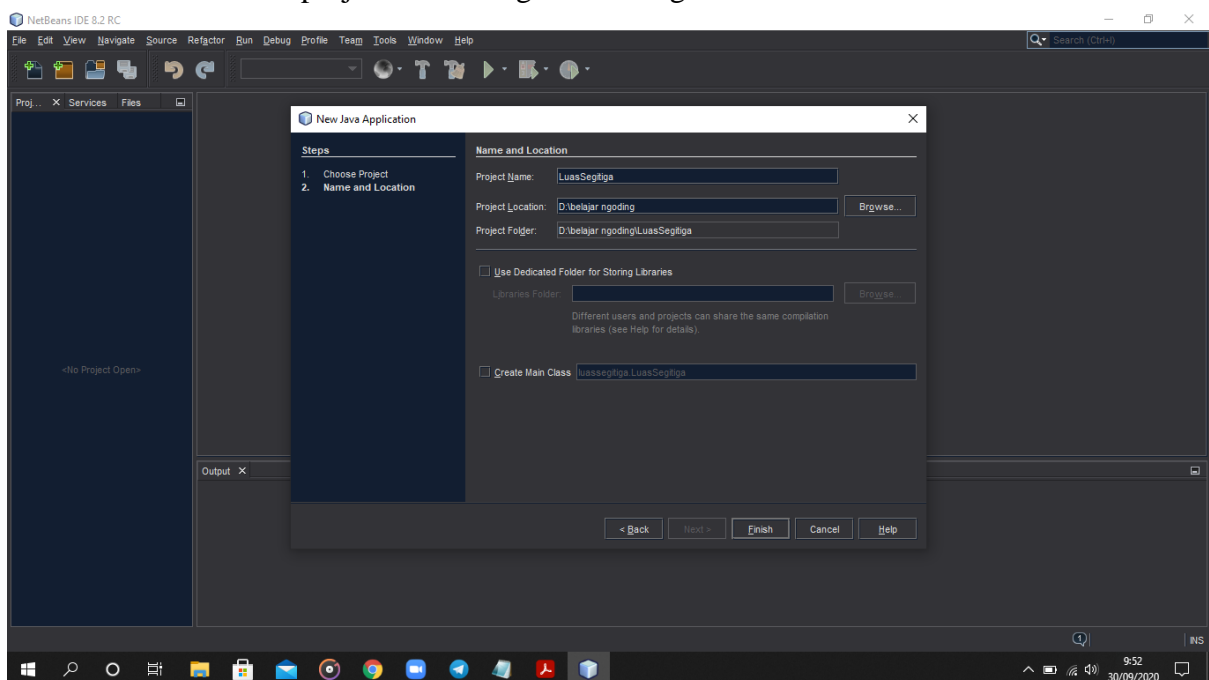 NetBeans IDE 8.2 RC
File Edit View Navigate Source Refactor Run Debug Profile Team Tools Window Help
Search (Ctrl+I)
Proj... Services Files
New Java Application
Steps
1. Choose Project
2. Name and Location
Name and Location
Project Name: LuasSegitiga
Project Location: D:\belajar ngoding Browse...
Project Folder: D:\belajar ngoding\LuasSegitiga
Use Dedicated Folder for Storing Libraries
Libraries Folder: Browse...
Different users and projects can share the same compilation
libraries (see Help for details).
Create Main Class luassegitiga.LuasSegitiga
<No Project Open>
Output
< Back Next > Finish Cancel Help
1
INS
9:52
30/09/2020